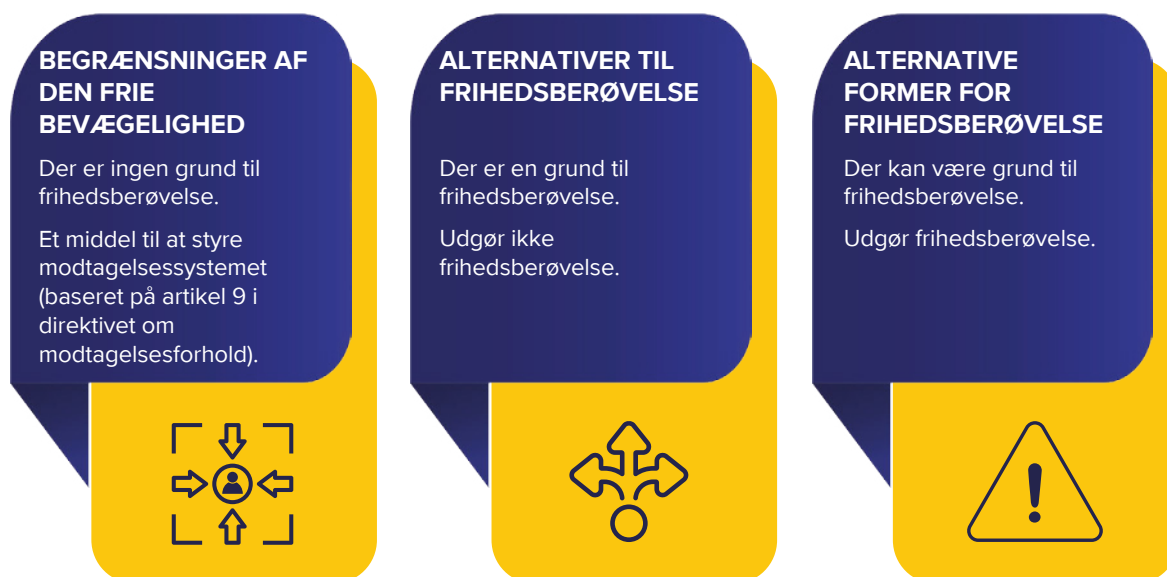 BEGRÆNSNINGER AF
DEN FRIE
BEVÆGELIGHED
Der er ingen grund til
frihedsberøvelse.
Et middel til at styre
modtagelsessystemet
(baseret på artikel 9 i
direktivet om
modtagelsesforhold).
ALTERNATIVER TIL
FRIHEDSBERØVELSE
Der er en grund til
frihedsberøvelse.
Udgør ikke
frihedsberøvelse.
ALTERNATIVE
FORMER FOR
FRIHEDSBERØVELSE
Der kan være grund til
frihedsberøvelse.
Udgør frihedsberøvelse.